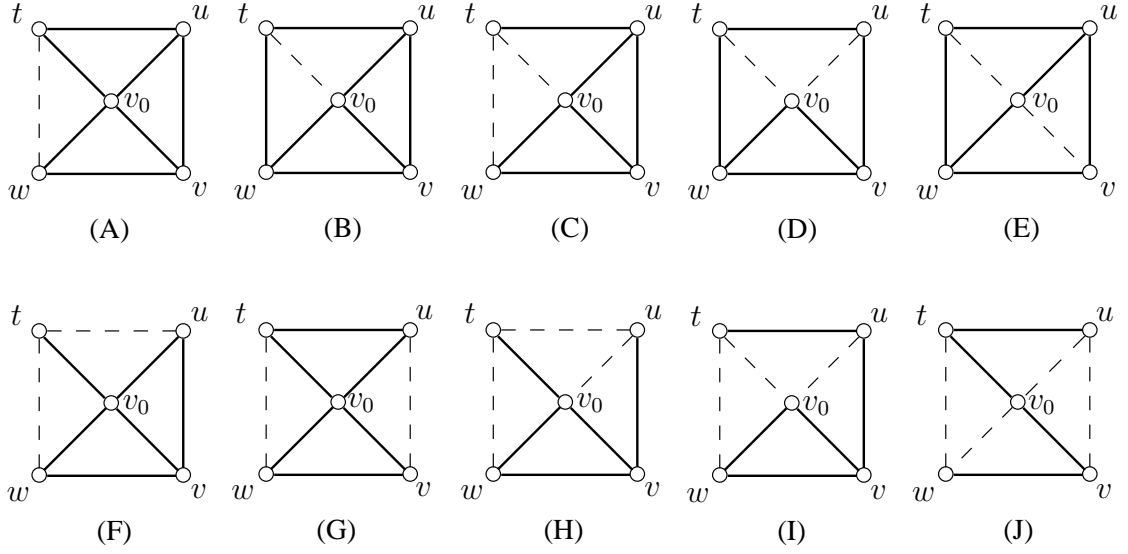 t u t u t u t u t u
v₀ v₀ v₀ v₀ v₀
w v w v w v w v w v
(A) (B) (C) (D) (E)
t u t u t u t u t u
v₀ v₀ v₀ v₀ v₀
w v w v w v w v w v
(F) (G) (H) (I) (J)